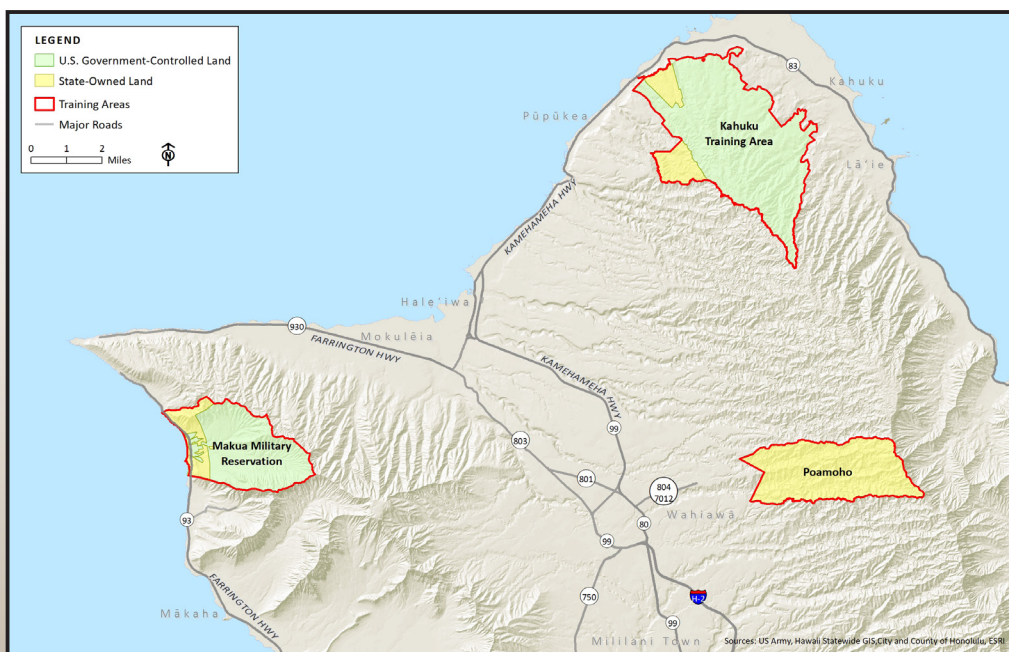 LEGEND
U.S. Government-Controlled Land
State-Owned Land
Training Areas
Major Roads
0 1 2
Miles
N
83
Kahuku
Pūpūkea
Kahuku
Training Area
Lā'ie
KAMEHAMEHA HWY
Hale'iwa
930
Mokulēia
FARRINGTON HWY
KAMEHAMEHA HWY
99
803
Makua Military
Reservation
Poamoho
801
804
7012
Wahiawā
93
80
99
750
H-2
FARRINGTON HWY
Mākaha
99
Mililani Town
Sources: US Army, Hawaii Statewide GIS,City and County of Honolulu, ESRI